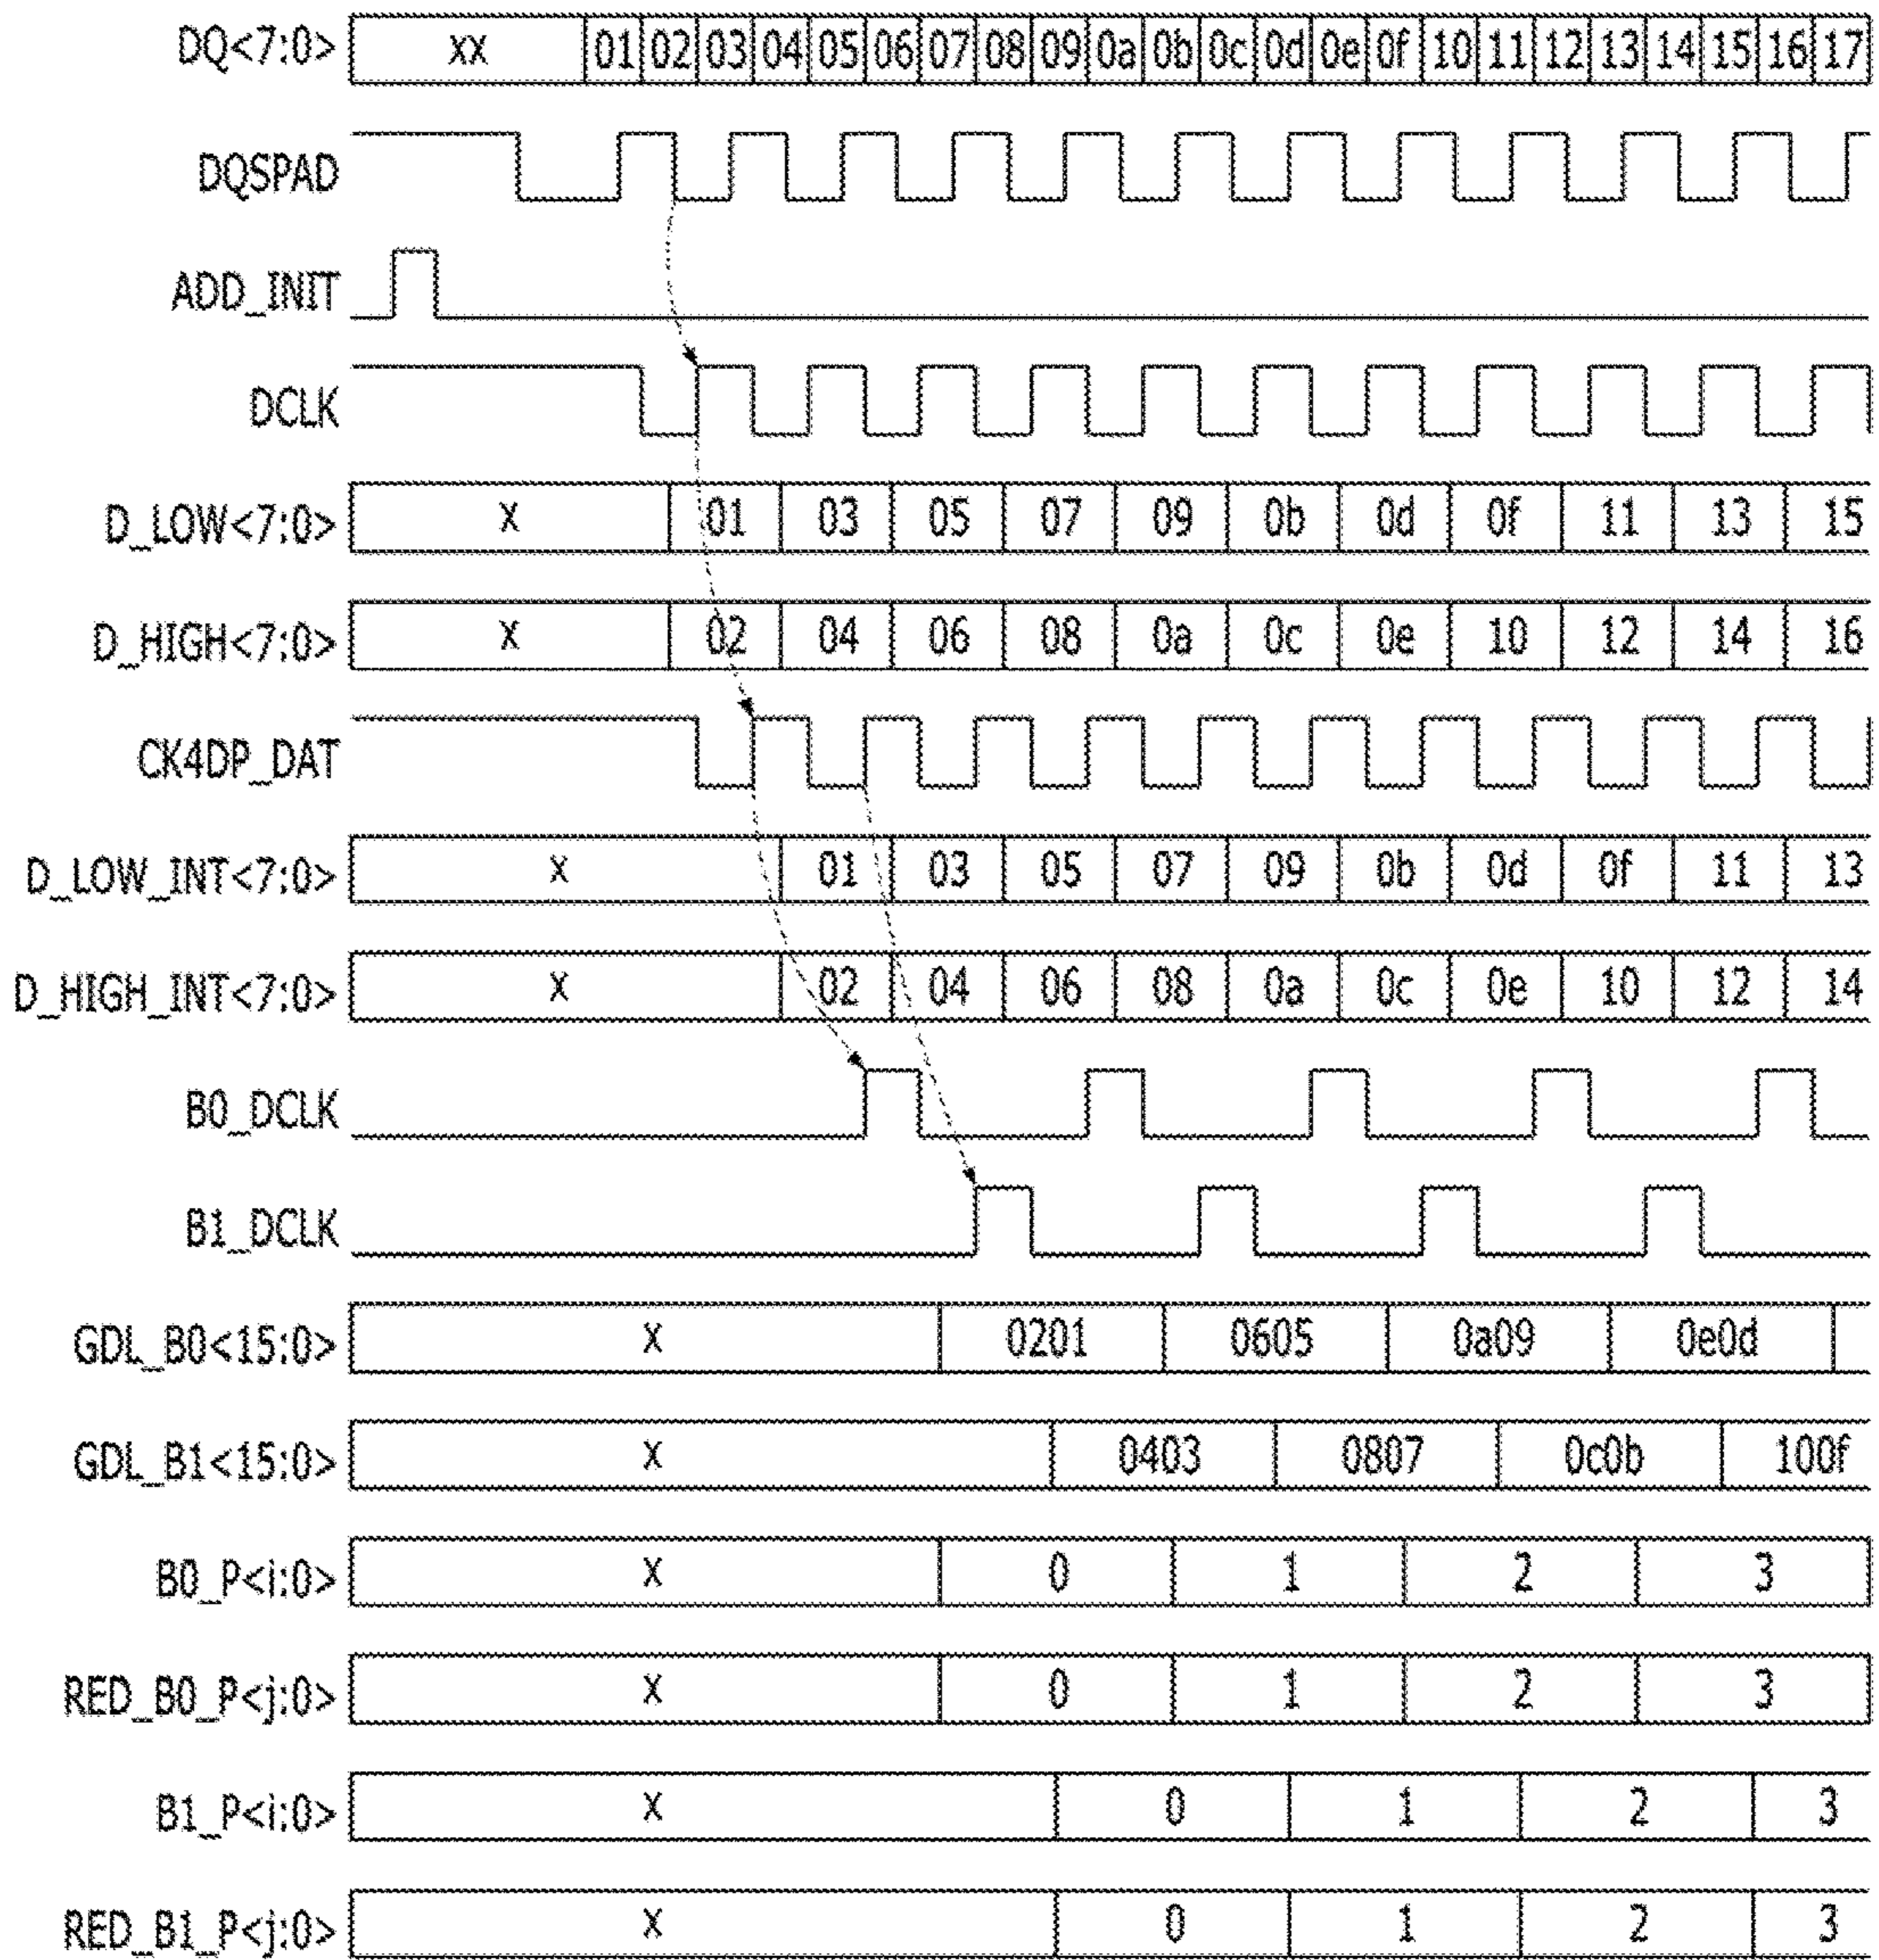 DQ<7:0> XX 01 02 03 04 05 06 07 08 09 0a 0b 0c 0d 0e 0f 10 11 12 13 14 15 16 17
DQSPAD
ADD_INIT
DCLK
D_LOW<7:0> X 01 03 05 07 09 0b 0d 0f 11 13 15
D_HIGH<7:0> X 02 04 06 08 0a 0c 0e 10 12 14 16
CK4DP_DAT
D_LOW_INT<7:0> X 01 03 05 07 09 0b 0d 0f 11 13
D_HIGH_INT<7:0> X 02 04 06 08 0a 0c 0e 10 12 14
B0_DCLK
B1_DCLK
GDL_B0<15:0> X 0201 0605 0a09 0e0d
GDL_B1<15:0> X 0403 0807 0c0b 100f
B0_P<i:0> X 0 1 2 3
RED_B0_P<j:0> X 0 1 2 3
B1_P<i:0> X 0 1 2 3
RED_B1_P<j:0> X 0 1 2 3